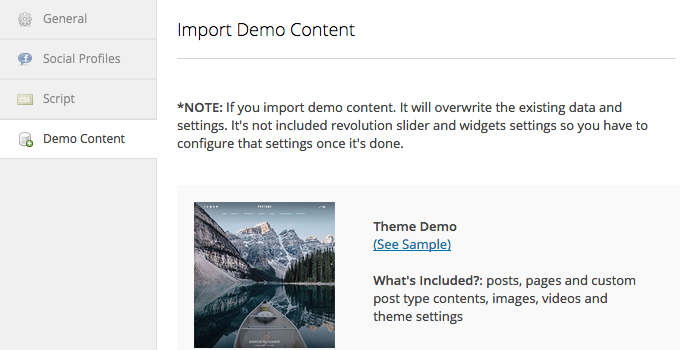 General
Social Profiles
Script
Demo Content
Import Demo Content
*NOTE: If you import demo content. It will overwrite the existing data and
settings. It's not included revolution slider and widgets settings so you have to
configure that settings once it's done.
Theme Demo
(See Sample)
What's Included?: posts, pages and custom
post type contents, images, videos and
theme settings